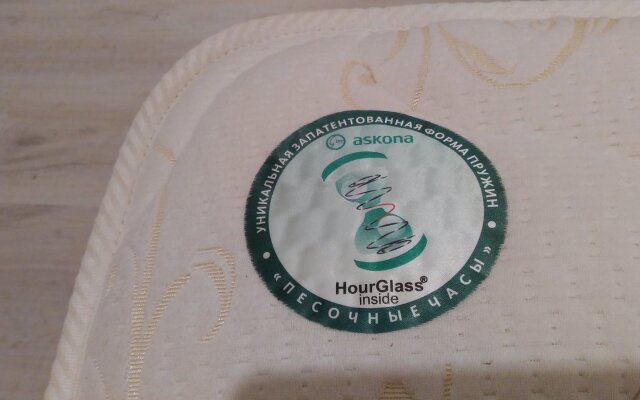 УНИКАЛЬНАЯ ЗАПАТЕНТОВАННАЯ ФОРМА ПРУЖИН
askona
HourGlass®
inside
• «ПЕСОЧНЫЕ ЧАСЫ» •